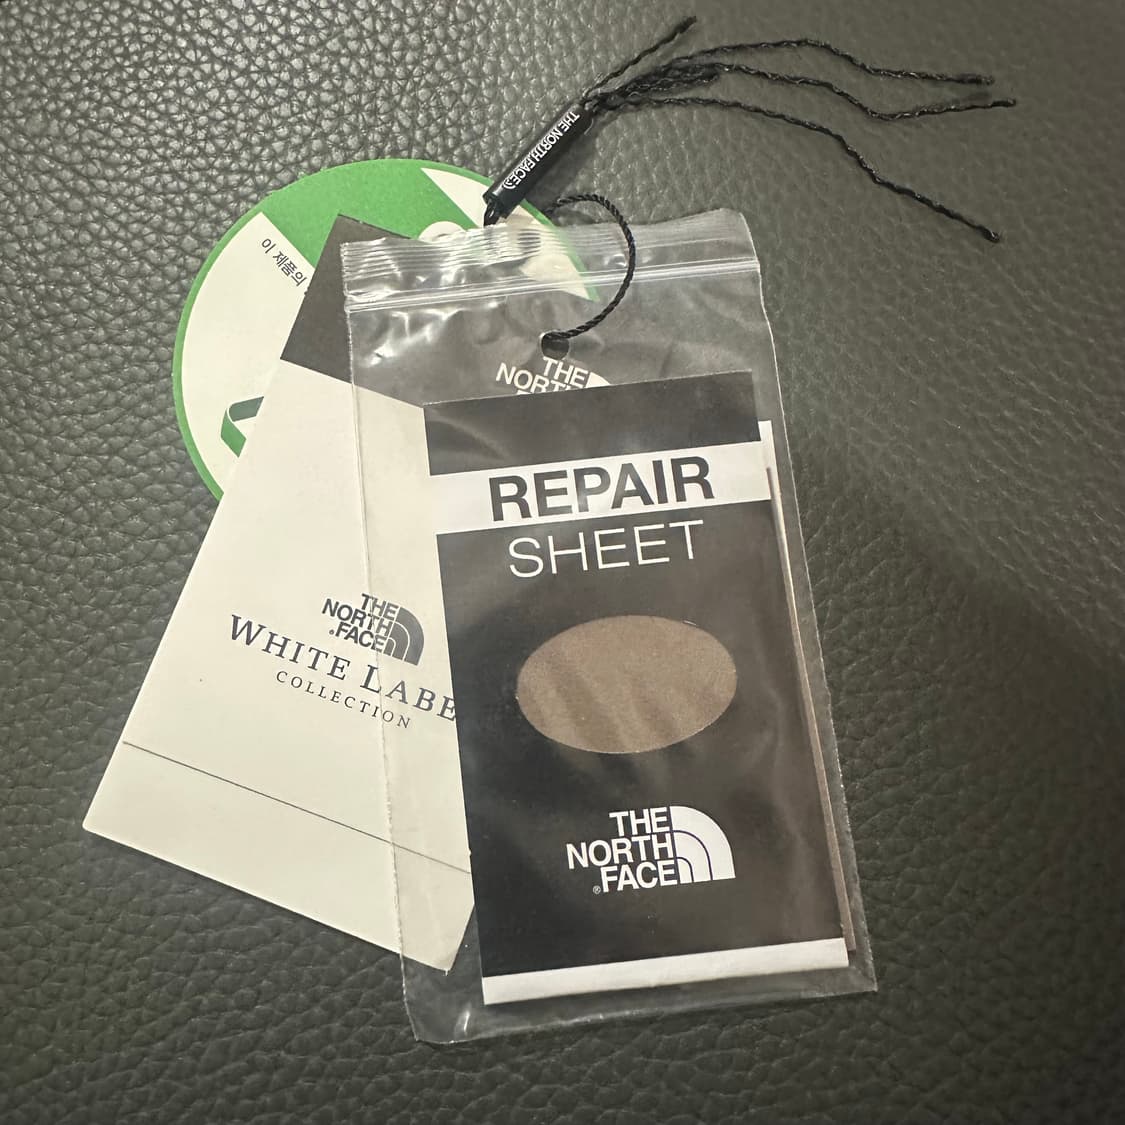 THE NORTH FACE
이 제품의
THE
NORTH
REPAIR
SHEET
THE
NORTH
FACE
WHITE LABE
COLLECTION
THE
NORTH
®FACE